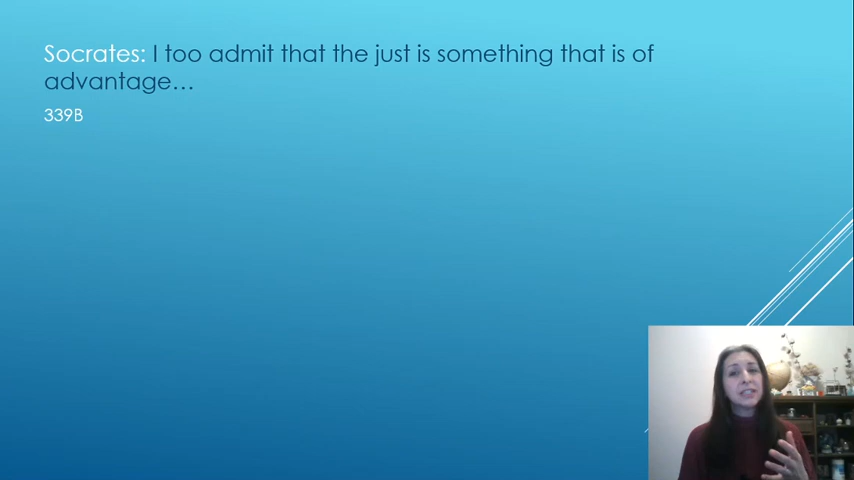 Socrates: I too admit that the just is something that is of
advantage…
339B